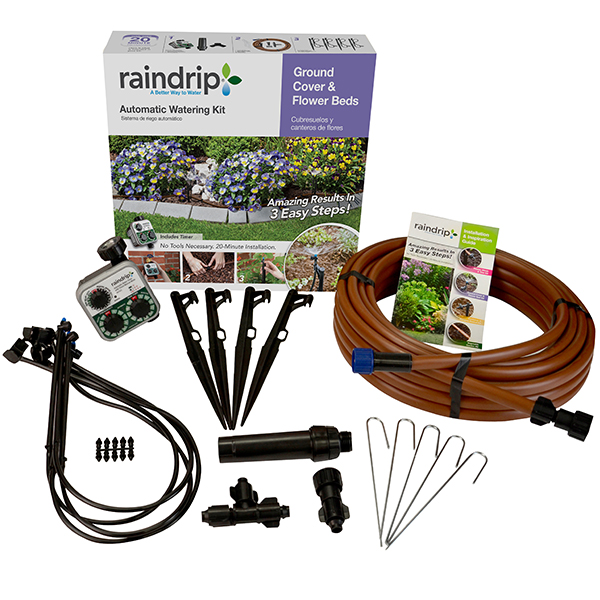 20
raindrip
A Better Way to Water
Automatic Watering Kit
Sistema de riego automático
Ground
Cover &
Flower Beds
Cubresuelos y
canteros de flores
Amazing Results In
3 Easy Steps!
Includes Timer
No Tools Necessary. 20-Minute Installation.
raindrip
raindrip
Installation
& Inspiration
Guide
Amazing Results In
3 Easy Steps!